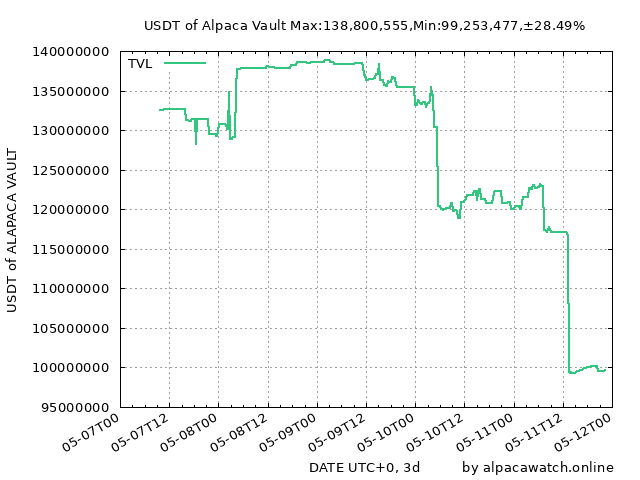 USDT of Alpaca Vault Max:138,800,555,Min:99,253,477,±28.49%
TVL
USDT of ALAPACA VAULT
140000000
135000000
130000000
125000000
120000000
115000000
110000000
105000000
100000000
95000000
05-07T00
05-07T12
05-08T00
05-08T12
05-09T00
05-09T12
05-10T00
05-10T12
05-11T00
05-11T12
05-12T00
DATE UTC+0, 3d
by alpacawatch.online